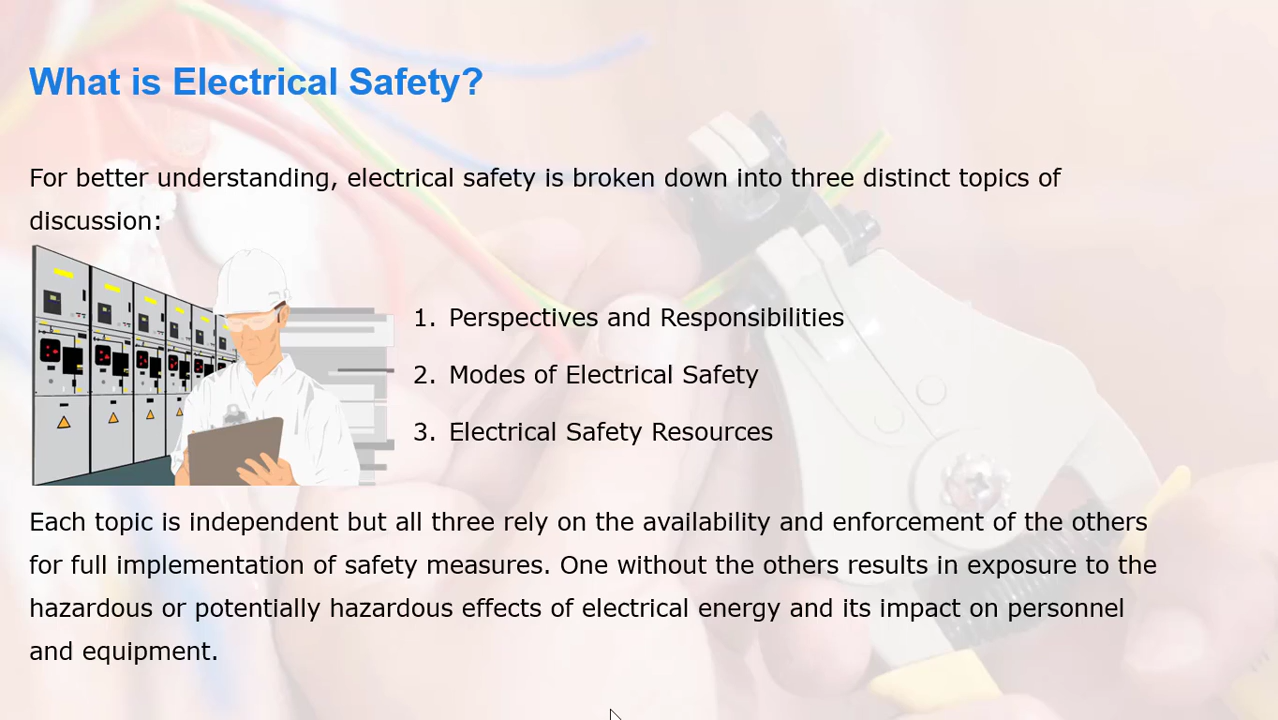 What is Electrical Safety?
For better understanding, electrical safety is broken down into three distinct topics of
discussion:
1. Perspectives and Responsibilities
2. Modes of Electrical Safety
3. Electrical Safety Resources
Each topic is independent but all three rely on the availability and enforcement of the others
for full implementation of safety measures. One without the others results in exposure to the
hazardous or potentially hazardous effects of electrical energy and its impact on personnel
and equipment.